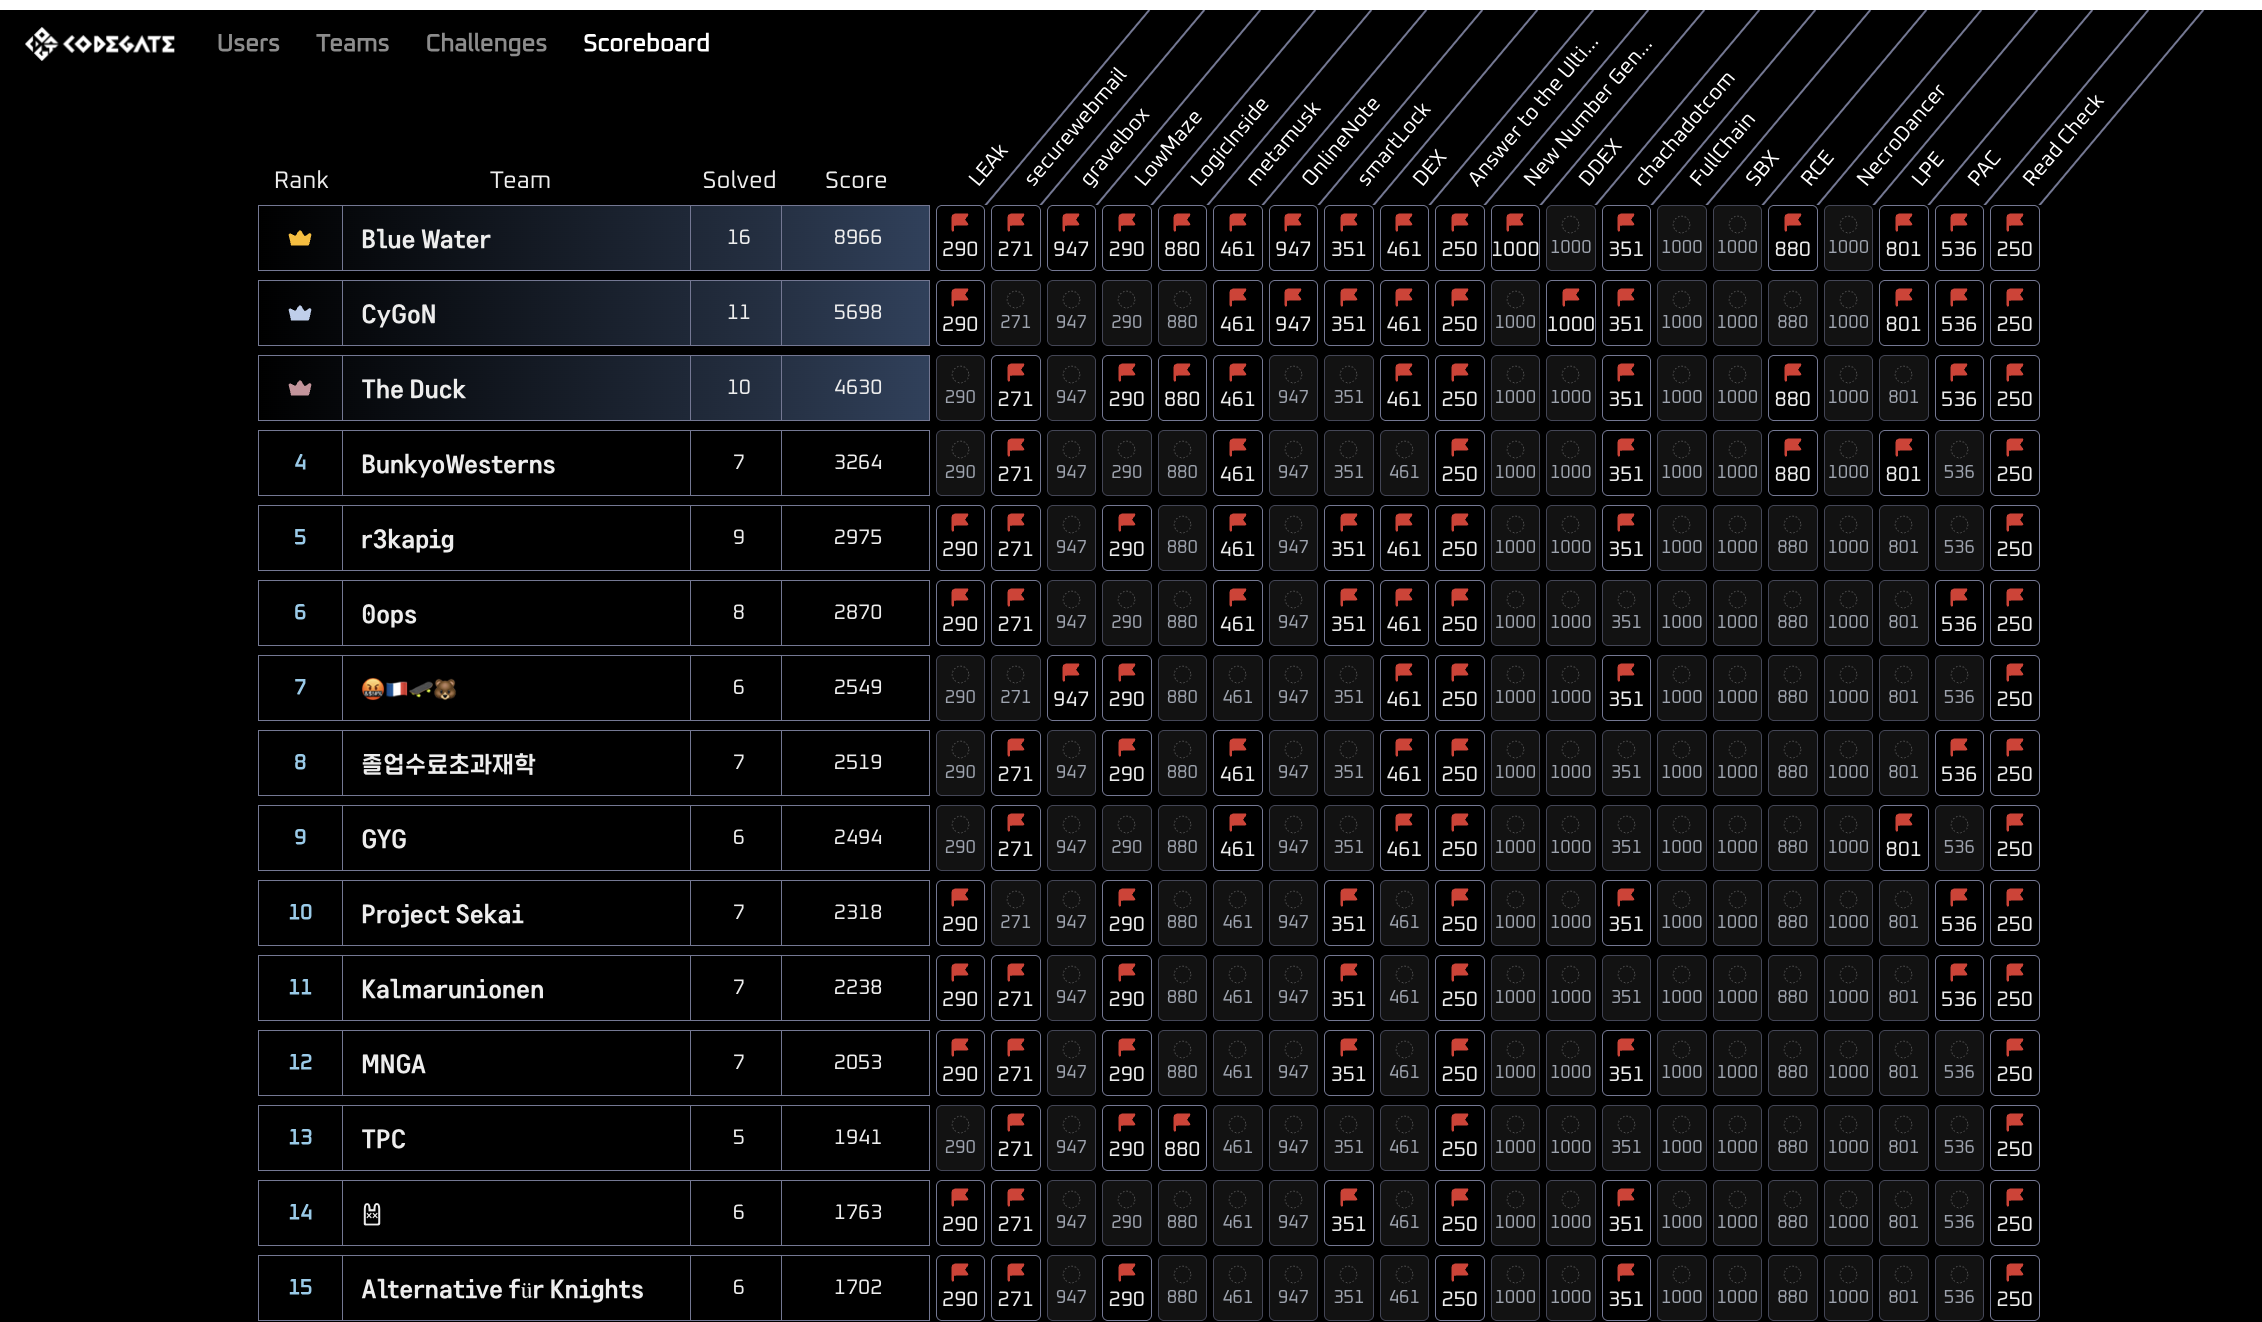 CODEGATE Users Teams Challenges Scoreboard
LEAk securewebmail gravelbox LowMaze LogicInside metamusk OnlineNote smartLock DEX Answer to the Ulti... New Number Gen... DDEX chachadotcom FullChain SBX RCE NecroDancer LPE PAC Read Check
Rank Team Solved Score
Blue Water 16 8966 290 271 947 290 880 461 947 351 461 250 1000 1000 351 1000 1000 880 1000 801 536 250
CyGoN 11 5698 290 271 947 290 880 461 947 351 461 250 1000 1000 351 1000 1000 880 1000 801 536 250
The Duck 10 4630 290 271 947 290 880 461 947 351 461 250 1000 1000 351 1000 1000 880 1000 801 536 250
4 BunkyoWesterns 7 3264 290 271 947 290 880 461 947 351 461 250 1000 1000 351 1000 1000 880 1000 801 536 250
5 r3kapig 9 2975 290 271 947 290 880 461 947 351 461 250 1000 1000 351 1000 1000 880 1000 801 536 250
6 0ops 8 2870 290 271 947 290 880 461 947 351 461 250 1000 1000 351 1000 1000 880 1000 801 536 250
7 🤬🇫🇷🛹🐻 6 2549 290 271 947 290 880 461 947 351 461 250 1000 1000 351 1000 1000 880 1000 801 536 250
8 졸업수료초과재학 7 2519 290 271 947 290 880 461 947 351 461 250 1000 1000 351 1000 1000 880 1000 801 536 250
9 GYG 6 2494 290 271 947 290 880 461 947 351 461 250 1000 1000 351 1000 1000 880 1000 801 536 250
10 Project Sekai 7 2318 290 271 947 290 880 461 947 351 461 250 1000 1000 351 1000 1000 880 1000 801 536 250
11 Kalmarunionen 7 2238 290 271 947 290 880 461 947 351 461 250 1000 1000 351 1000 1000 880 1000 801 536 250
12 MNGA 7 2053 290 271 947 290 880 461 947 351 461 250 1000 1000 351 1000 1000 880 1000 801 536 250
13 TPC 5 1941 290 271 947 290 880 461 947 351 461 250 1000 1000 351 1000 1000 880 1000 801 536 250
14 6 1763 290 271 947 290 880 461 947 351 461 250 1000 1000 351 1000 1000 880 1000 801 536 250
15 Alternative für Knights 6 1702 290 271 947 290 880 461 947 351 461 250 1000 1000 351 1000 1000 880 1000 801 536 250